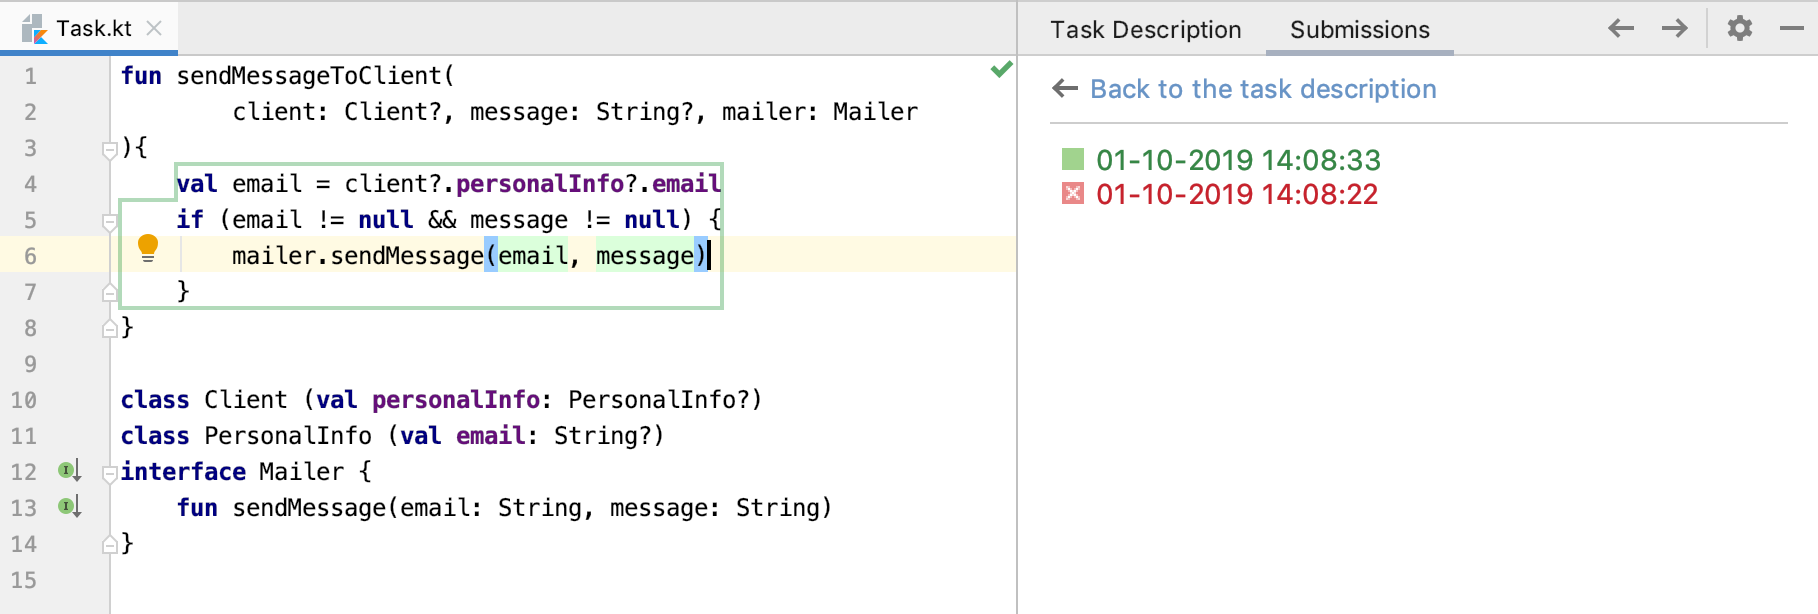 Task.kt
Task Description
Submissions
1 fun sendMessageToClient(
2 client: Client?, message: String?, mailer: Mailer
3 ){
4 val email = client?.personalInfo?.email
5 if (email != null && message != null) {
6 mailer.sendMessage(email, message)
7 }
8 }
9
10 class Client (val personalInfo: PersonalInfo?)
11 class PersonalInfo (val email: String?)
12 interface Mailer {
13 fun sendMessage(email: String, message: String)
14 }
15
Back to the task description
01-10-2019 14:08:33
01-10-2019 14:08:22